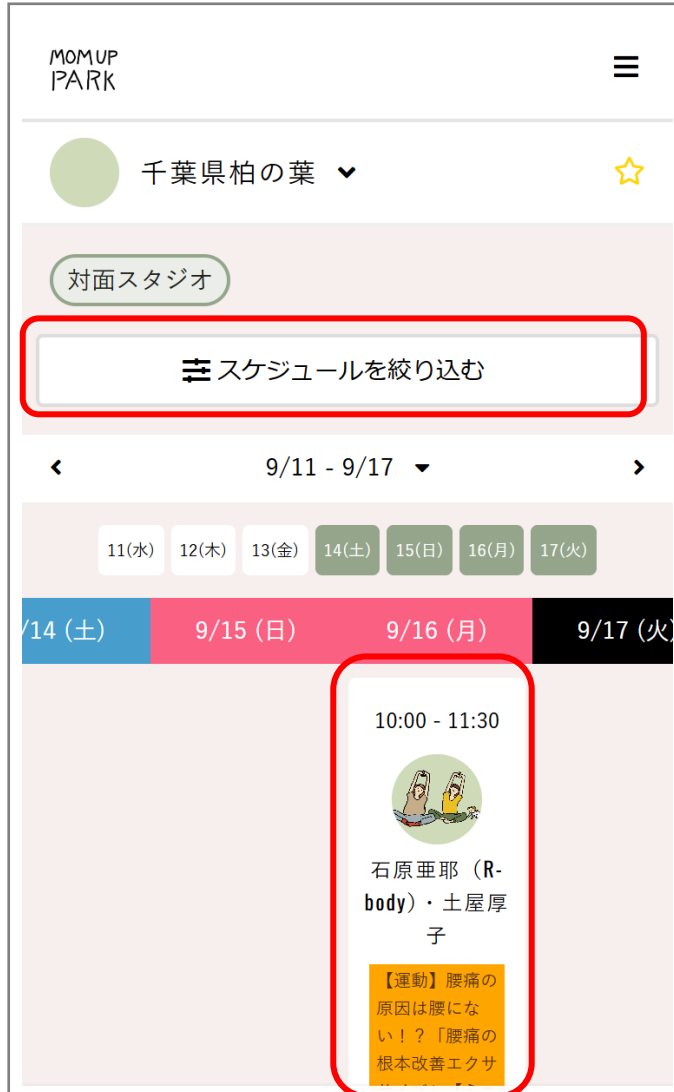 MOM UP
PARK
千葉県柏の葉
対面スタジオ
スケジュールを絞り込む
9/11 - 9/17
11(水) 12(木) 13(金) 14(土) 15(日) 16(月) 17(火)
/14 (土) 9/15 (日) 9/16 (月) 9/17 (火)
10:00 - 11:30
石原亜耶（R-
body）・土屋厚
子
【運動】腰痛の
原因は腰にな
い！？「腰痛の
根本改善エクサ